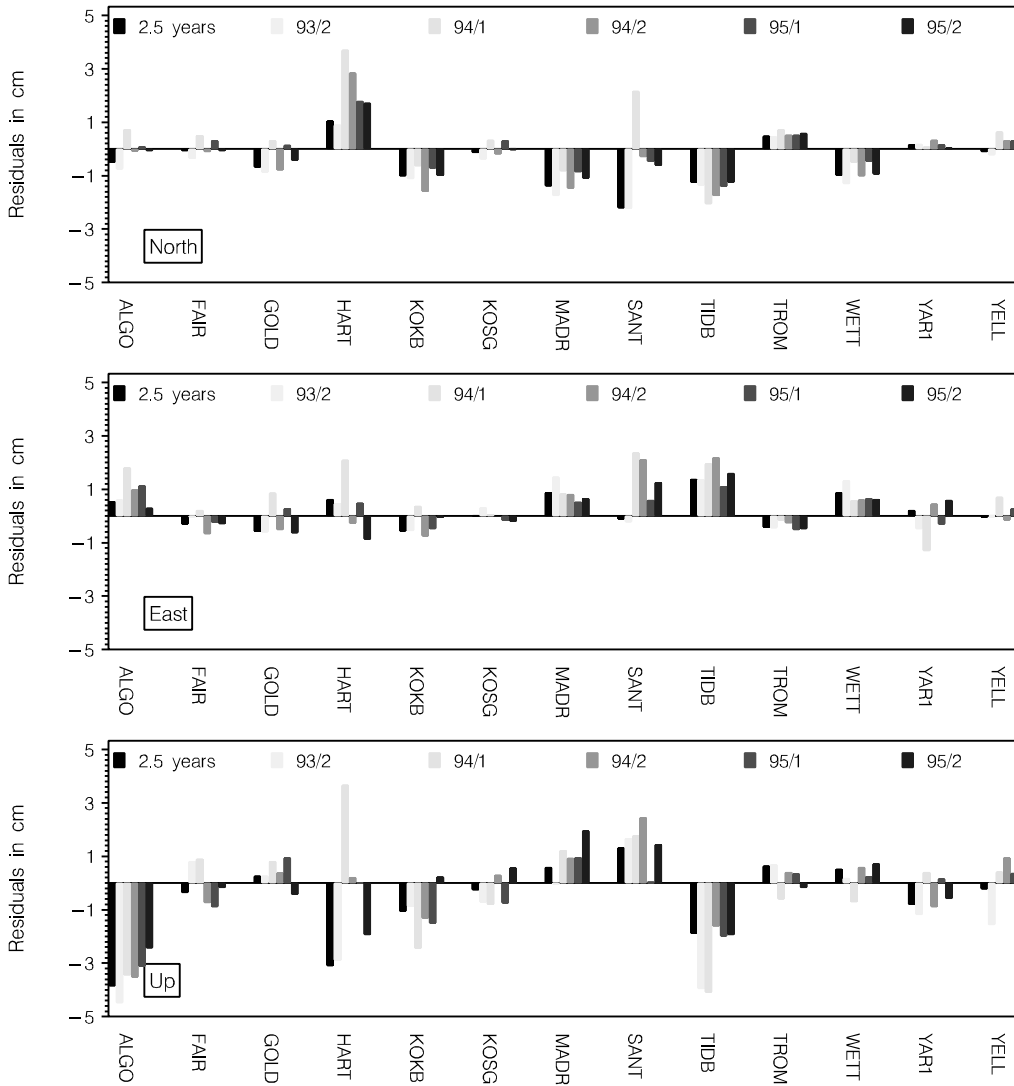 5
3
1
−1
−3
−5
Residuals in cm
2.5 years 93/2 94/1 94/2 95/1 95/2
North
ALGO FAIR GOLD HART KOKB KOSG MADR SANT TIDB TROM WETT YAR1 YELL
5
3
1
−1
−3
−5
Residuals in cm
2.5 years 93/2 94/1 94/2 95/1 95/2
East
ALGO FAIR GOLD HART KOKB KOSG MADR SANT TIDB TROM WETT YAR1 YELL
5
3
1
−1
−3
−5
Residuals in cm
2.5 years 93/2 94/1 94/2 95/1 95/2
Up
ALGO FAIR GOLD HART KOKB KOSG MADR SANT TIDB TROM WETT YAR1 YELL